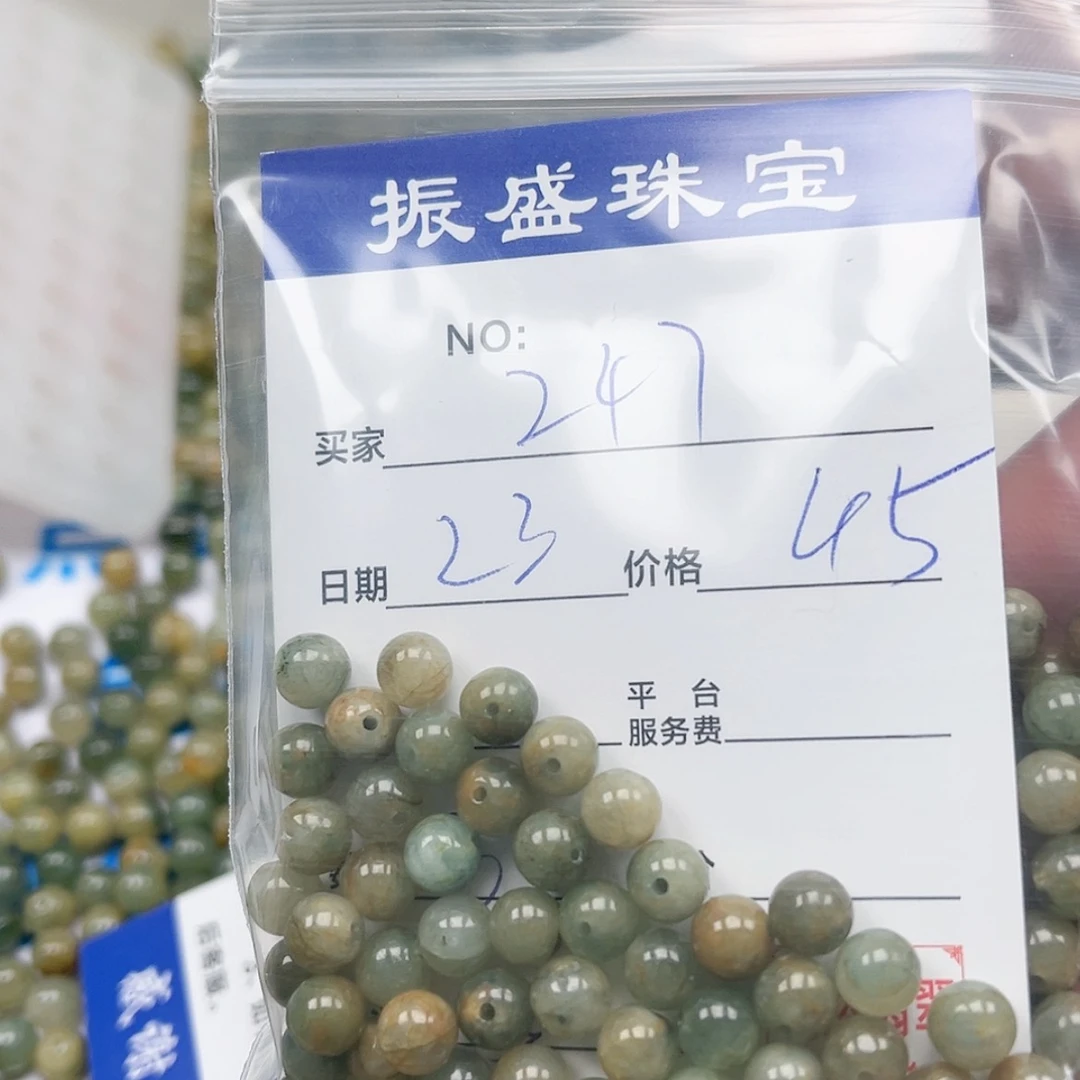 振盛珠宝
NO:
买家 247
日期 23 价格 45
平 台
服务费